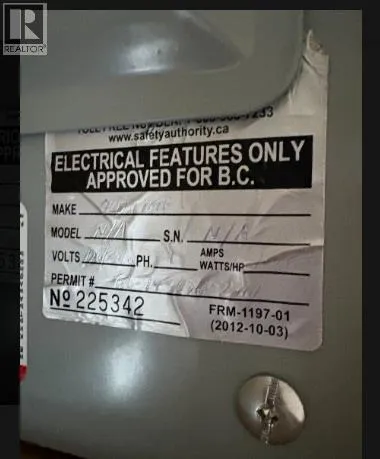 REALTOR®
www.safetyauthority.ca
ELECTRICAL FEATURES ONLY
APPROVED FOR B.C.
MAKE
MODEL N/A S.N. N/A
VOLTS PH. AMPS
WATTS/HP
PERMIT #
Nº 225342 FRM-1197-01
(2012-10-03)